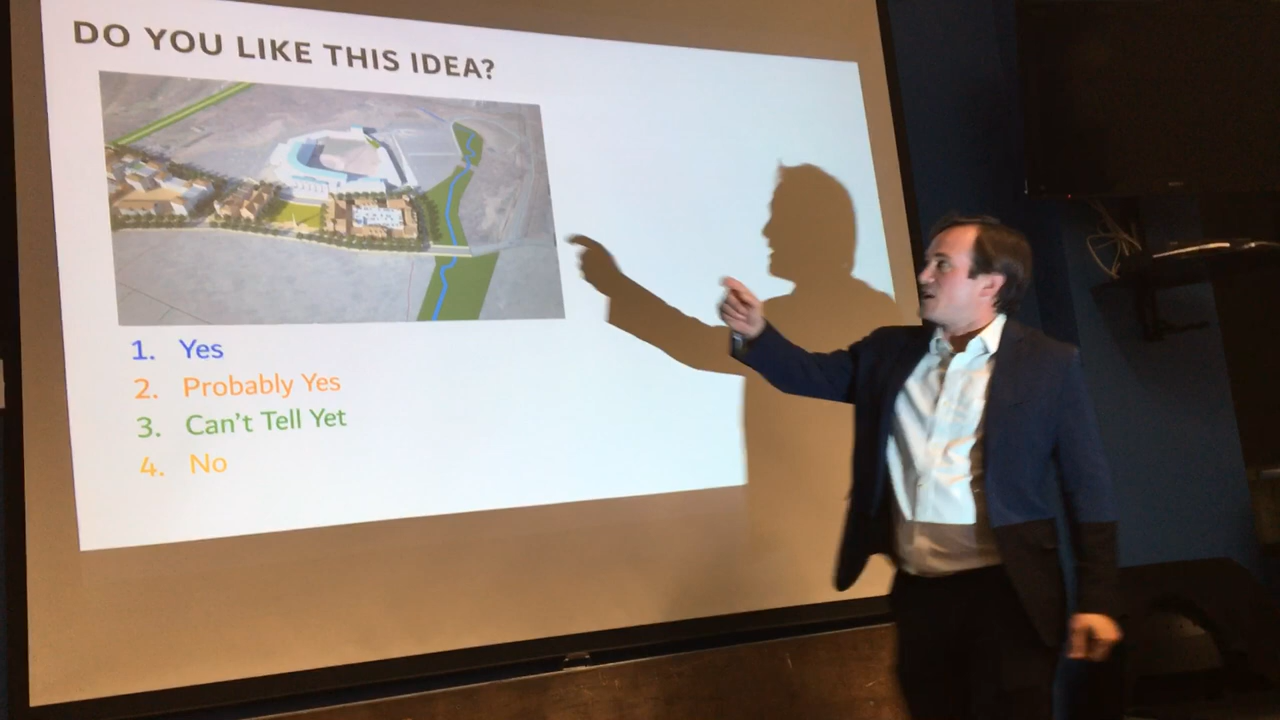 DO YOU LIKE THIS IDEA?
1. Yes
2. Probably Yes
3. Can't Tell Yet
4. No